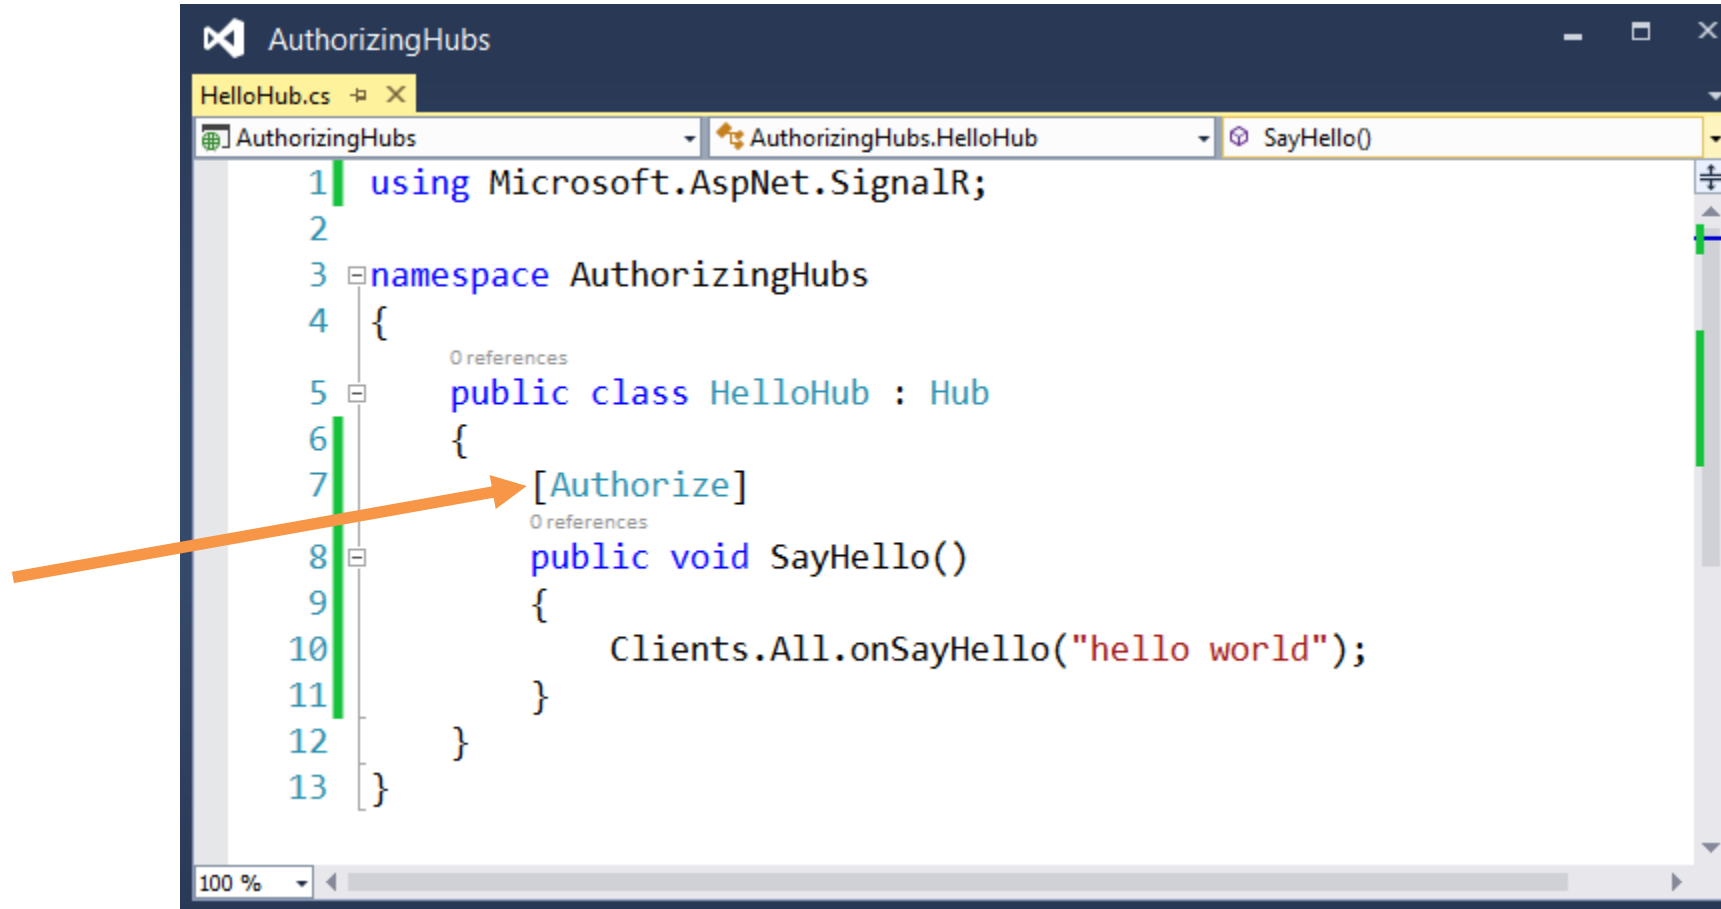 AuthorizingHubs
HelloHub.cs
AuthorizingHubs AuthorizingHubs.HelloHub SayHello()
1 using Microsoft.AspNet.SignalR;
2
3 namespace AuthorizingHubs
4 {
0 references
5 public class HelloHub : Hub
6 {
7 [Authorize]
0 references
8 public void SayHello()
9 {
10 Clients.All.onSayHello("hello world");
11 }
12 }
13 }
100 %